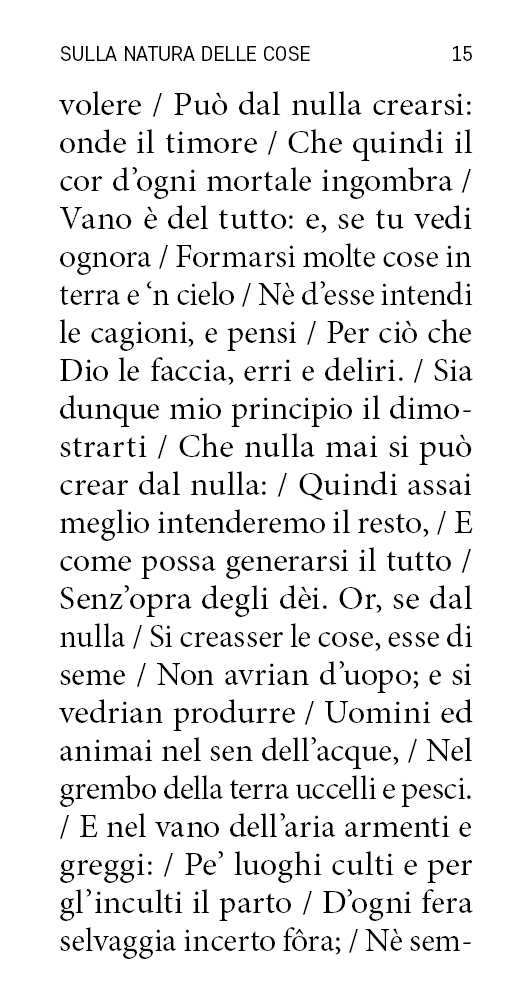 SULLA NATURA DELLE COSE 15
volere / Può dal nulla crearsi:
onde il timore / Che quindi il
cor d’ogni mortale ingombra /
Vano è del tutto: e, se tu vedi
ognora / Formarsi molte cose in
terra e ‘n cielo / Nè d’esse intendi
le cagioni, e pensi / Per ciò che
Dio le faccia, erri e deliri. / Sia
dunque mio principio il dimo-
strarti / Che nulla mai si può
crear dal nulla: / Quindi assai
meglio intenderemo il resto, / E
come possa generarsi il tutto /
Senz’opra degli dèi. Or, se dal
nulla / Si creasser le cose, esse di
seme / Non avrian d’uopo; e si
vedrian produrre / Uomini ed
animai nel sen dell’acque, / Nel
grembo della terra uccelli e pesci.
/ E nel vano dell’aria armenti e
greggi: / Pe’ luoghi culti e per
gl’inculti il parto / D’ogni fera
selvaggia incerto fôra; / Nè sem-